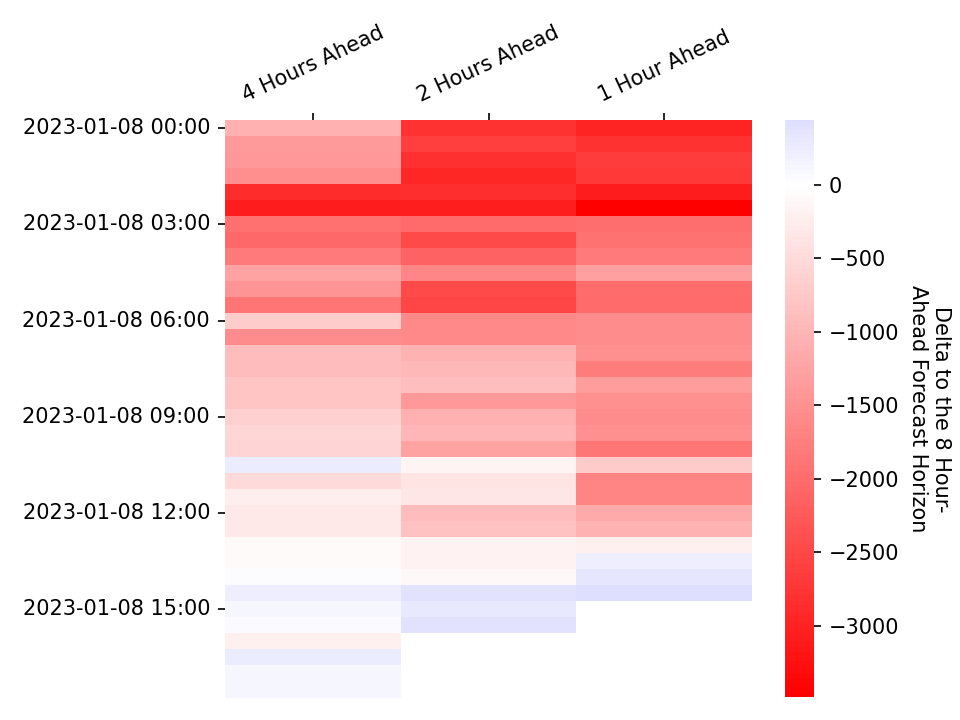 4 Hours Ahead
2 Hours Ahead
1 Hour Ahead
2023-01-08 00:00
2023-01-08 03:00
2023-01-08 06:00
2023-01-08 09:00
2023-01-08 12:00
2023-01-08 15:00
0
−500
−1000
−1500
−2000
−2500
−3000
Delta to the 8 Hour-
Ahead Forecast Horizon